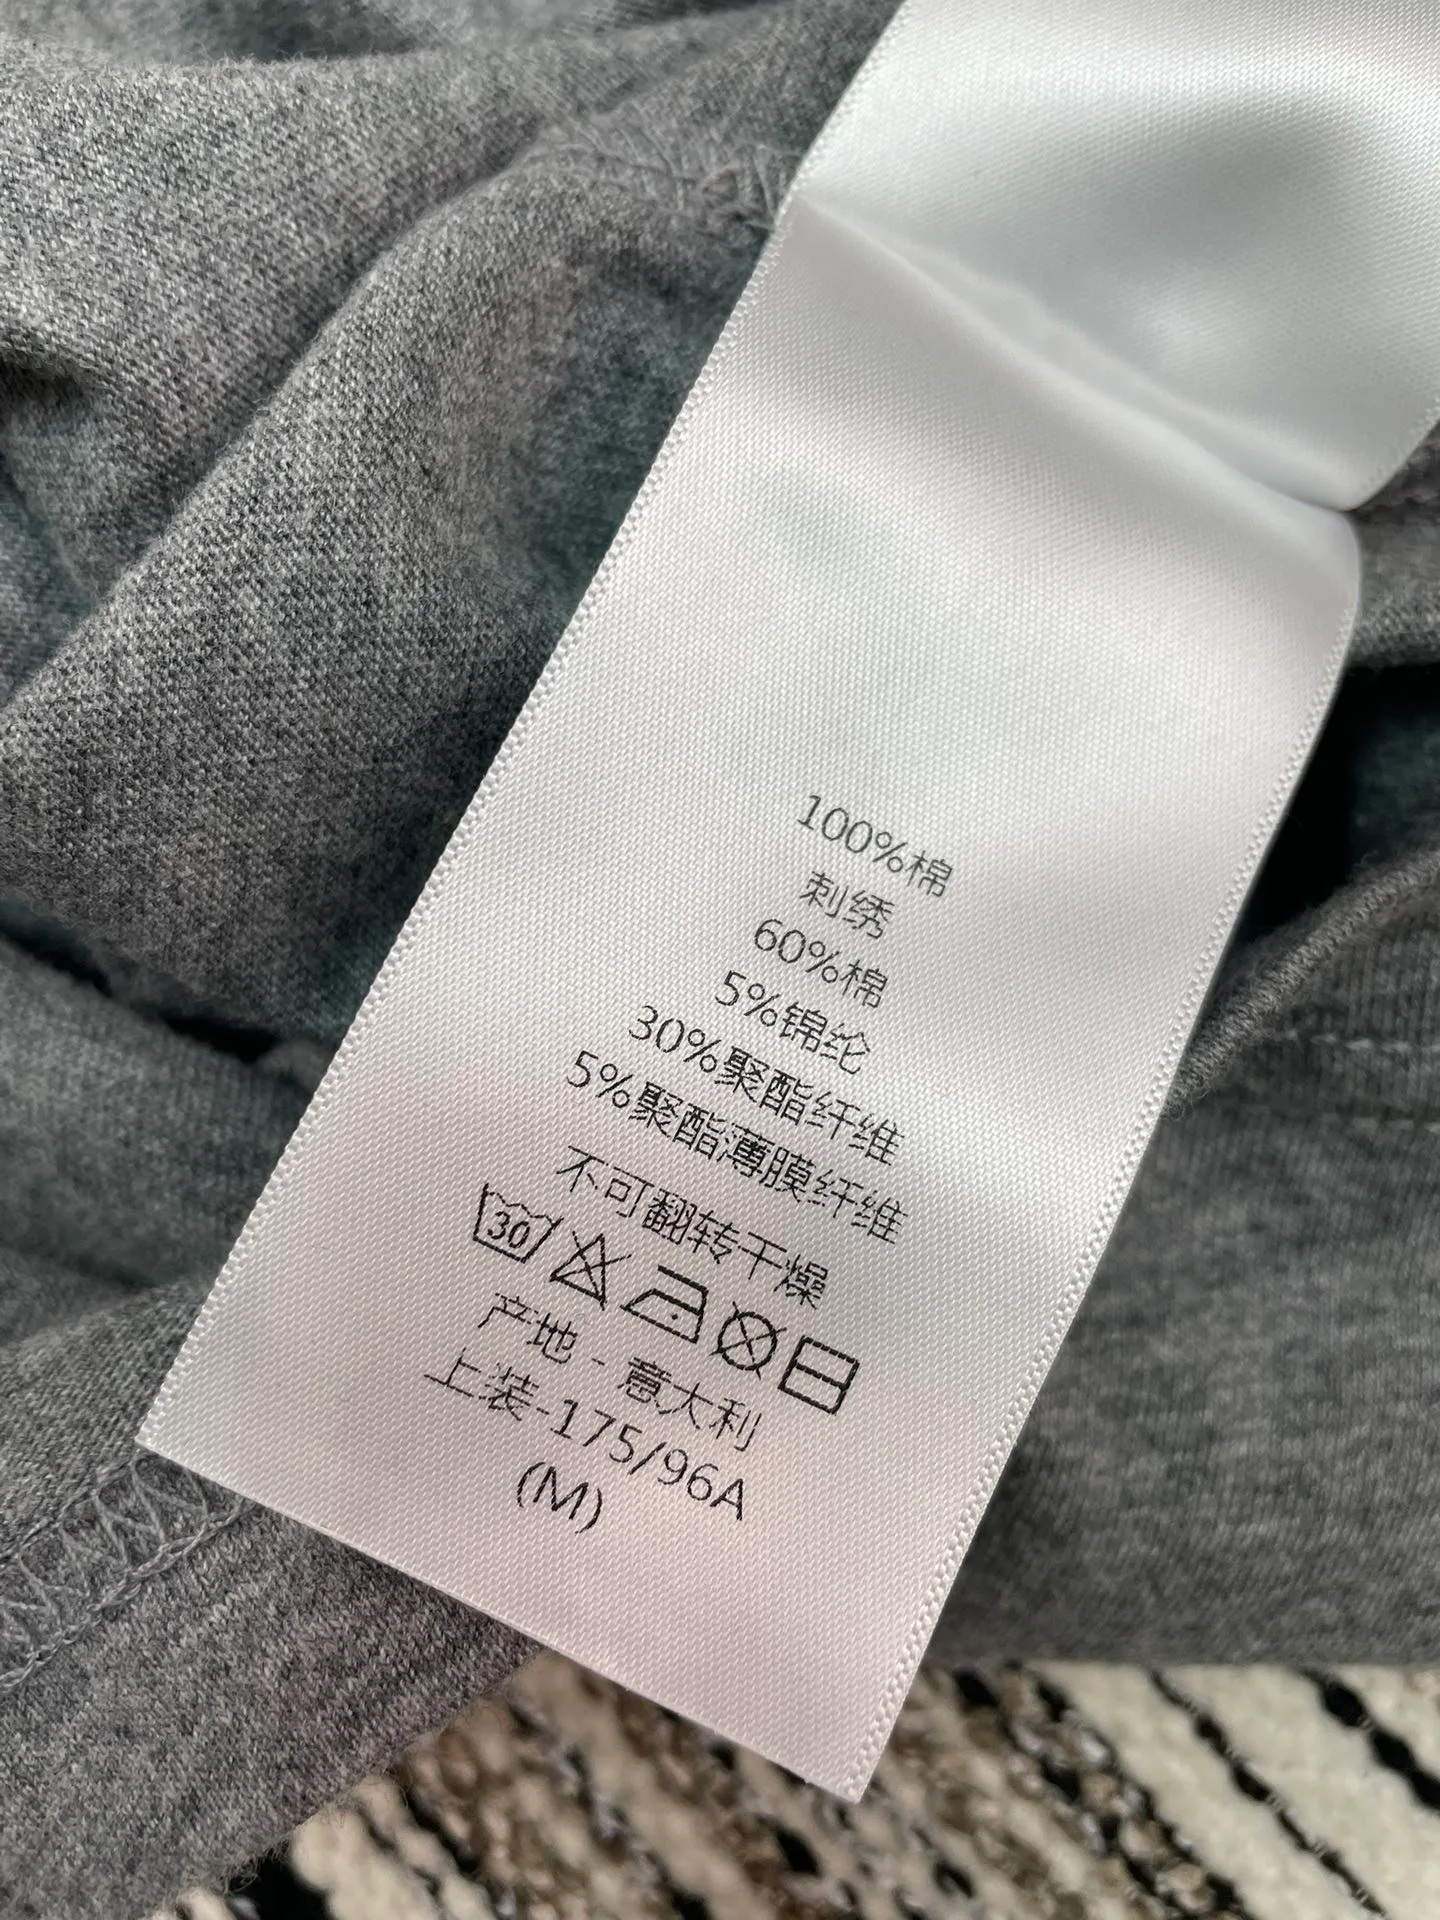 100%棉
刺绣
60%棉
5%锦纶
30%聚酯纤维
5%聚酯薄膜纤维
不可翻转干燥
30
产地 - 意大利
上装-175/96A
(M)